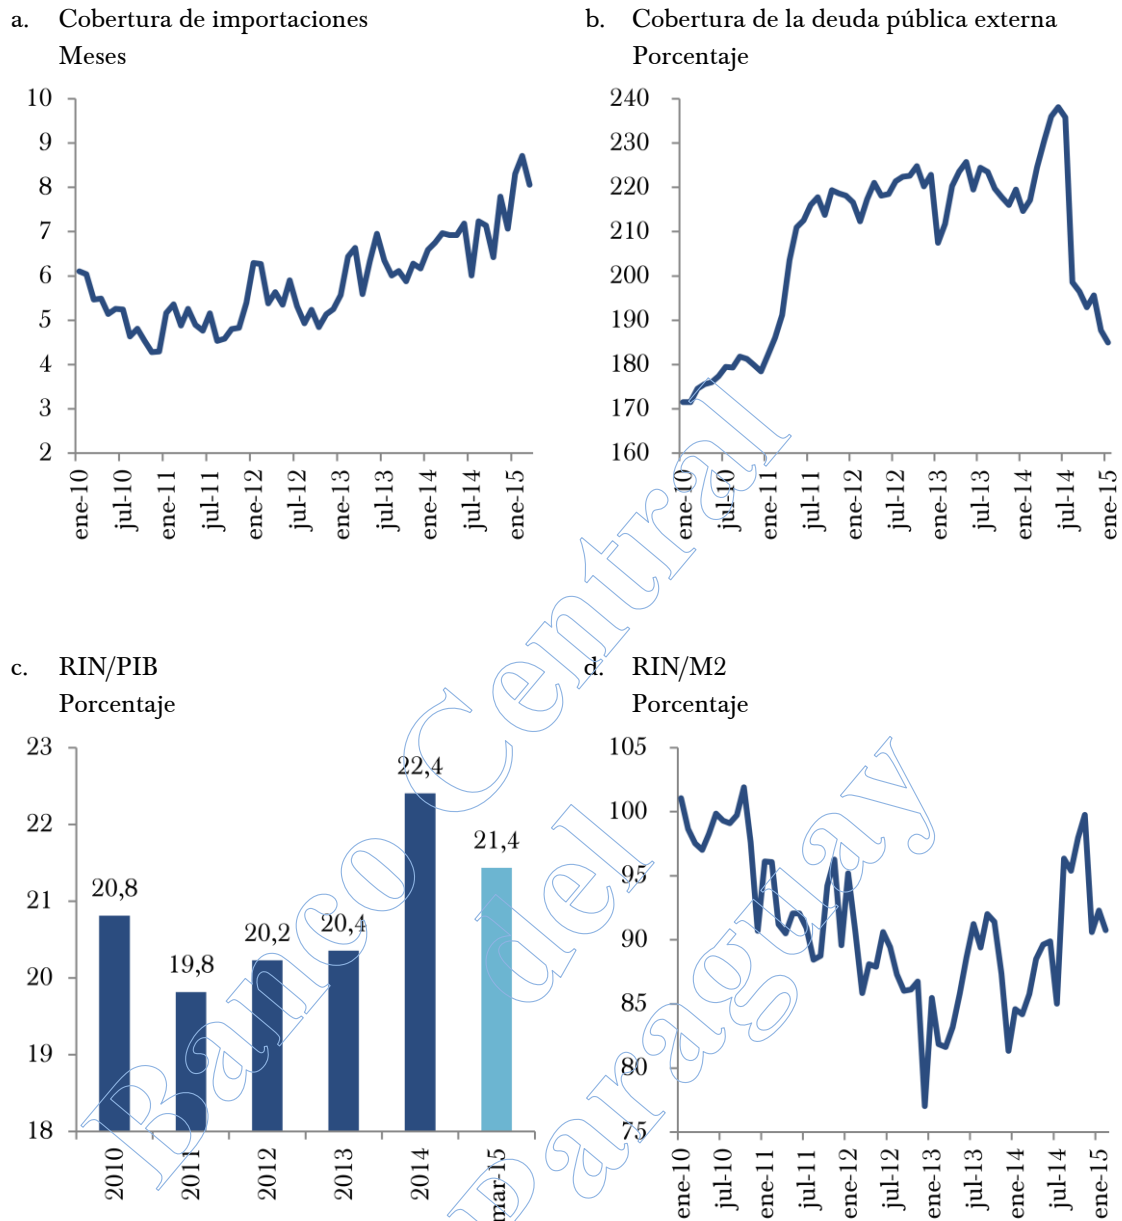 a. Cobertura de importaciones
Meses
10
9
8
7
6
5
4
3
2
ene-10
jul-10
ene-11
jul-11
ene-12
jul-12
ene-13
jul-13
ene-14
jul-14
ene-15
b. Cobertura de la deuda pública externa
Porcentaje
240
230
220
210
200
190
180
170
160
ene-10
jul-10
ene-11
jul-11
ene-12
jul-12
ene-13
jul-13
ene-14
jul-14
ene-15
c. RIN/PIB
Porcentaje
23
22
21
20
19
18
20,8
19,8
20,2
20,4
22,4
21,4
2010
2011
2012
2013
2014
mar-15
d. RIN/M2
Porcentaje
105
100
95
90
85
80
75
ene-10
jul-10
ene-11
jul-11
ene-12
jul-12
ene-13
jul-13
ene-14
jul-14
ene-15
Banco Central
del
Paraguay